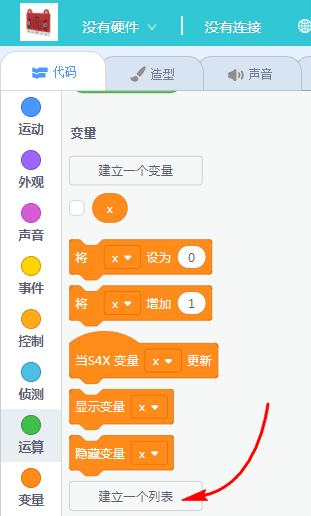 没有硬件 没有连接
代码 造型 声音
运动
外观
声音
事件
控制
侦测
运算
变量
变量
建立一个变量
x
将 x 设为 0
将 x 增加 1
当S4X 变量 x 更新
显示变量 x
隐藏变量 x
建立一个列表